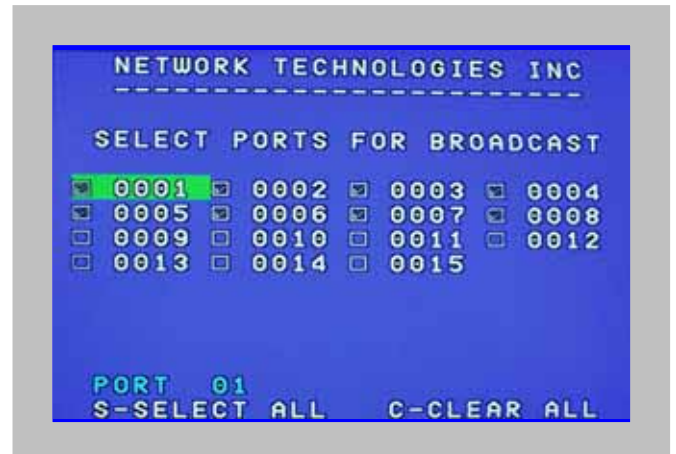 NETWORK TECHNOLOGIES INC
------------------------------
SELECT PORTS FOR BROADCAST
0001 0002 0003 0004
0005 0006 0007 0008
0009 0010 0011 0012
0013 0014 0015
PORT 01
S-SELECT ALL C-CLEAR ALL